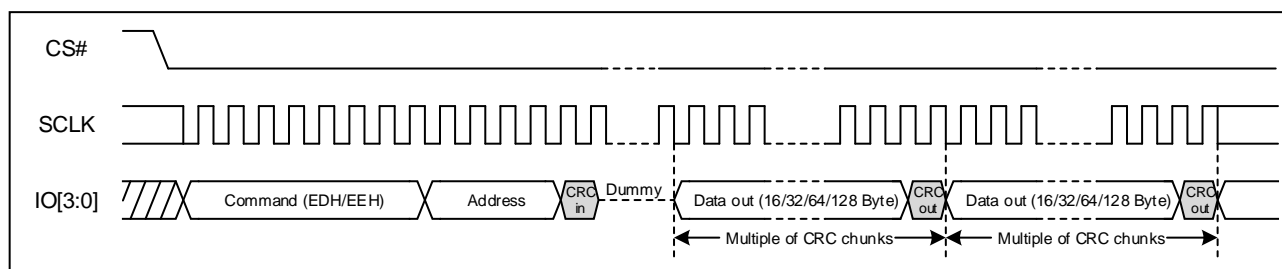 CS#
SCLK
IO[3:0]
Command (EDH/EEH)
Address
CRC
in
Dummy
Data out (16/32/64/128 Byte)
CRC
out
Data out (16/32/64/128 Byte)
CRC
out
Multiple of CRC chunks
Multiple of CRC chunks